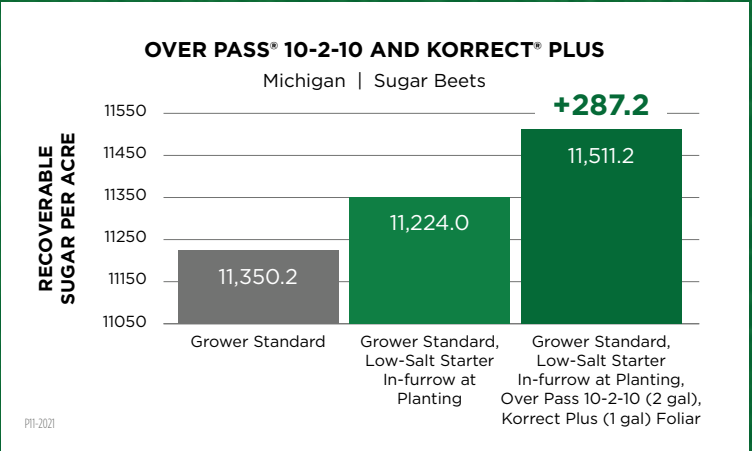 OVER PASS® 10-2-10 AND KORRECT® PLUS
Michigan | Sugar Beets
+287.2
RECOVERABLE
SUGAR PER ACRE
11550
11450
11350
11250
11150
11050
11,350.2
11,224.0
11,511.2
Grower Standard
Grower Standard,
Low-Salt Starter
In-furrow at
Planting
Grower Standard,
Low-Salt Starter
In-furrow at Planting,
Over Pass 10-2-10 (2 gal),
Korrect Plus (1 gal) Foliar
P11-2021